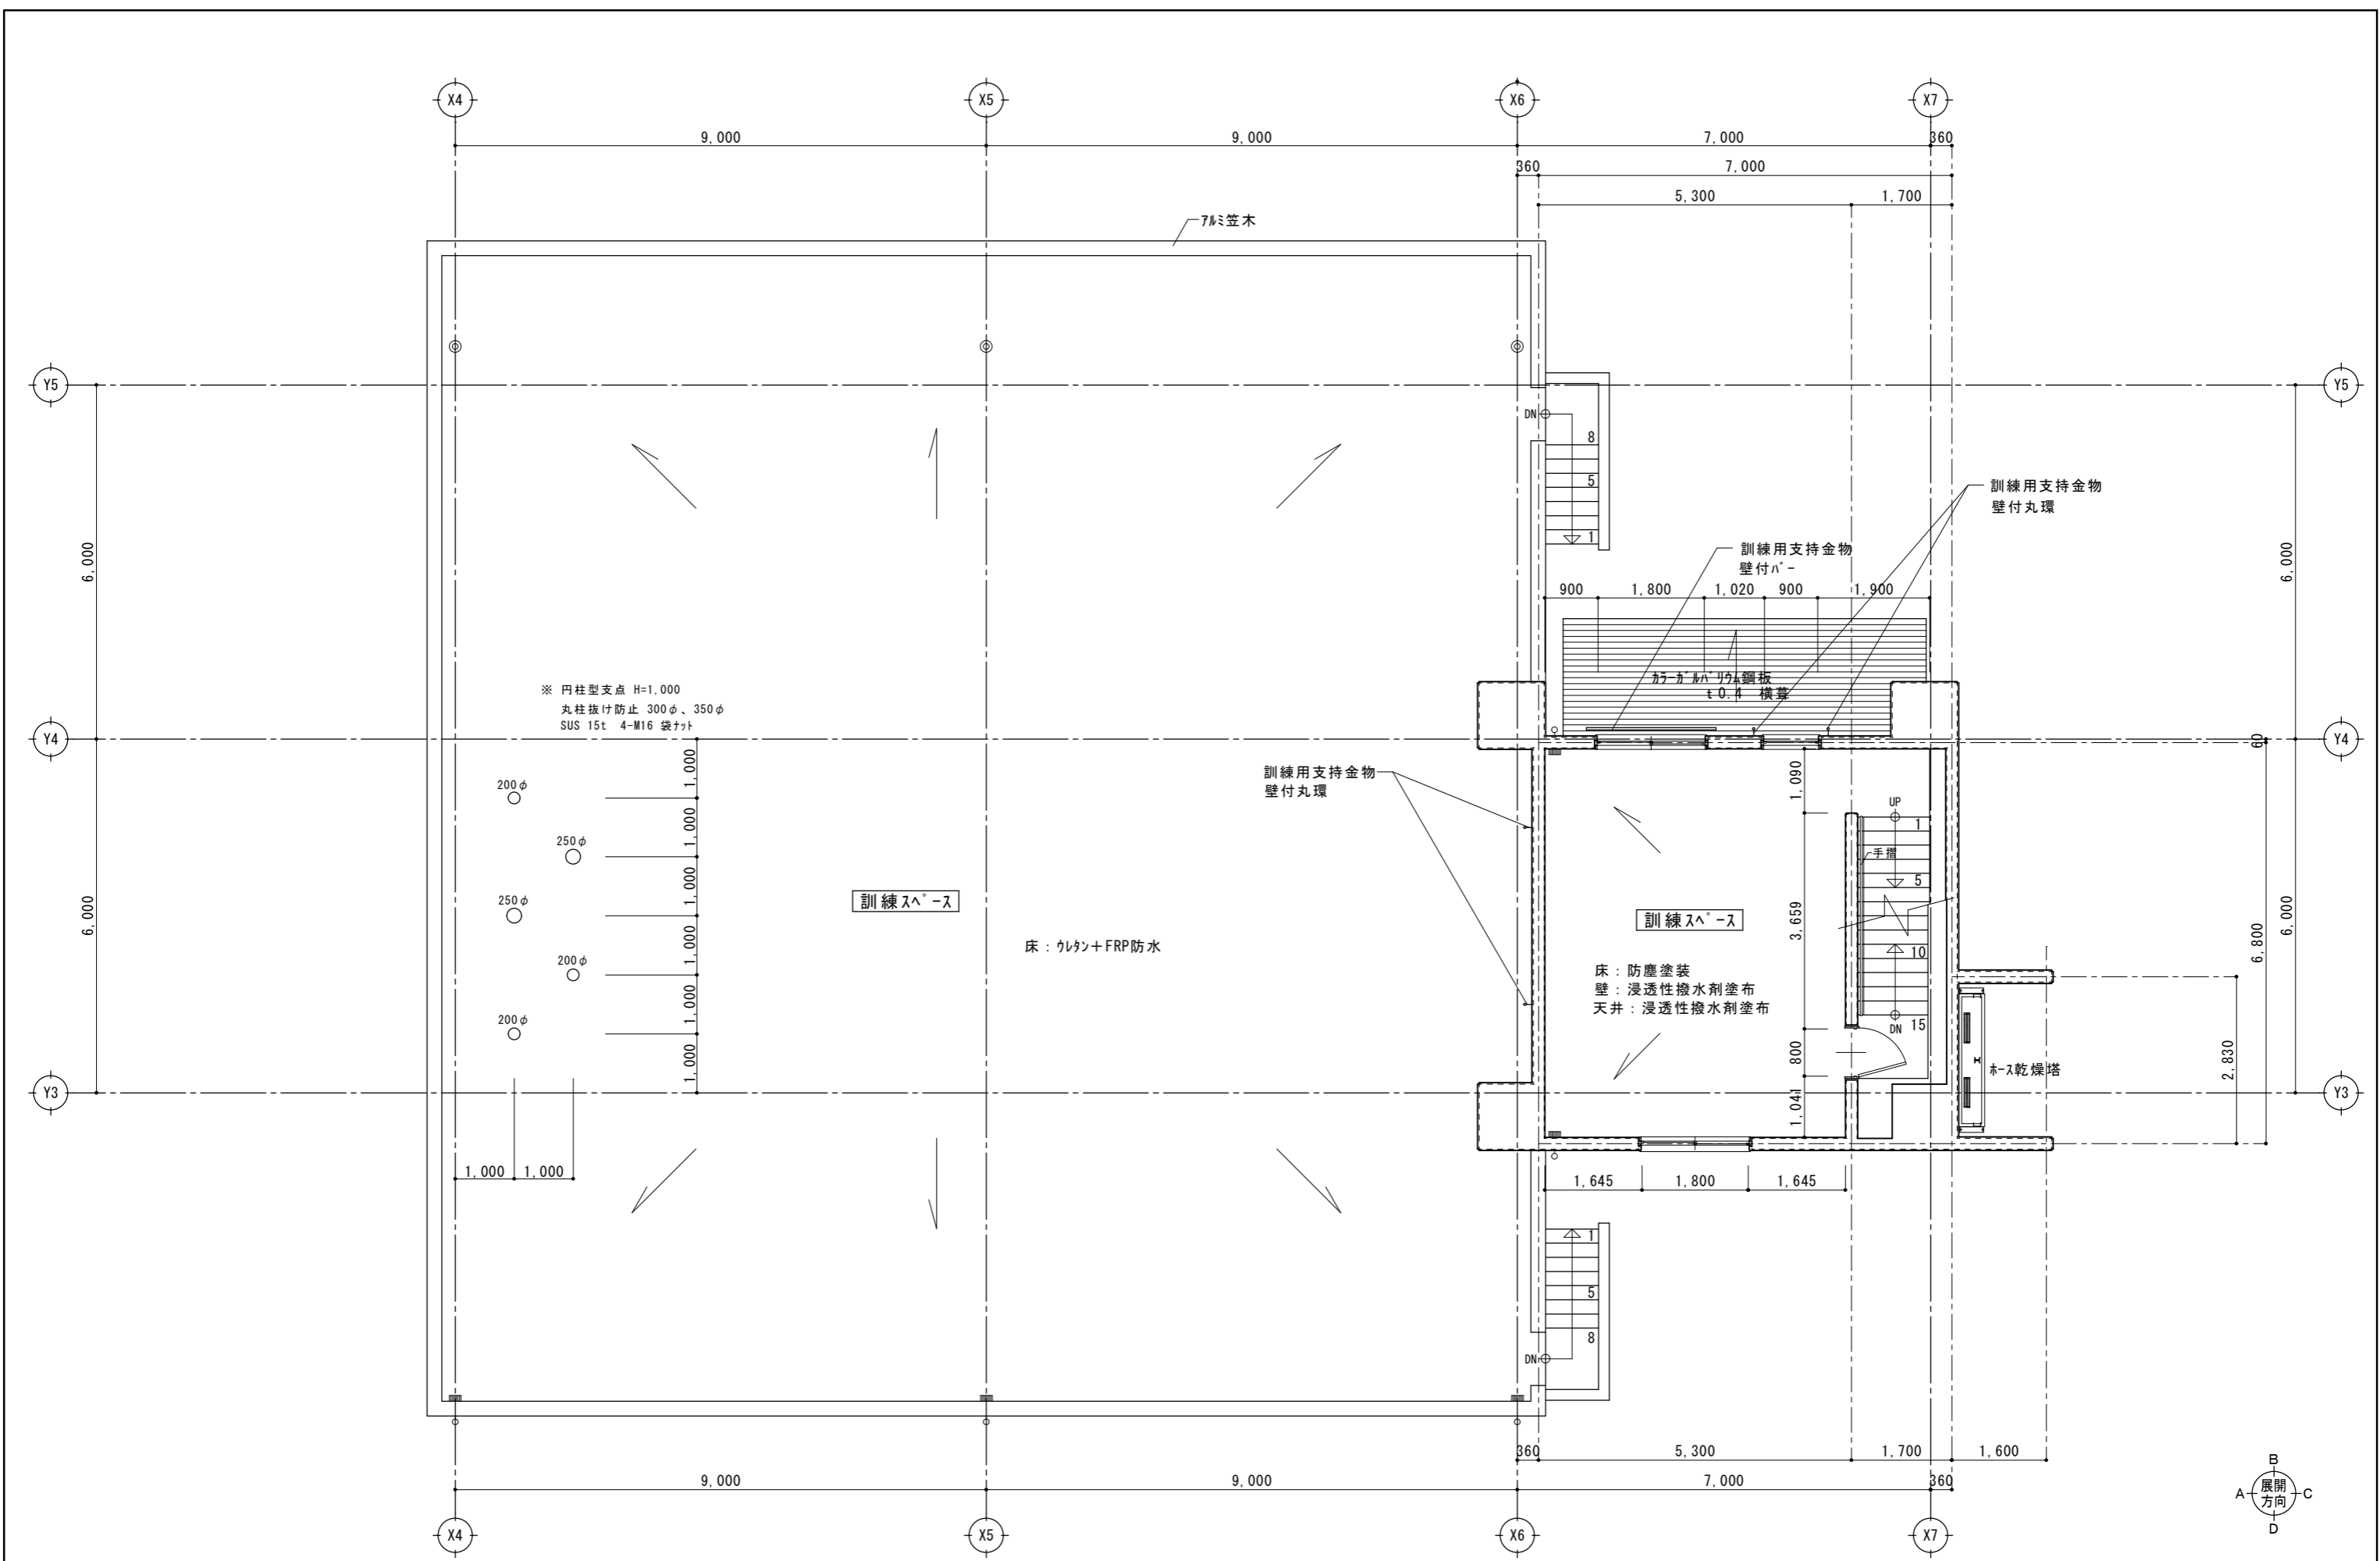 X4
X5
X6
X7
9,000
9,000
7,000
360
360
7,000
5,300
1,700
アルミ笠木
Y5
Y5
DN
8
5
1
訓練用支持金物
壁付丸環
訓練用支持金物
壁付バー
6,000
6,000
900
1,800
1,020
900
1,900
カラーガルバリウム鋼板
t0.4 横葺
※ 円柱型支点 H=1,000
丸柱抜け防止 300φ、350φ
SUS 15t 4-M16 袋ナット
Y4
Y4
60
1,000
1,090
訓練用支持金物
壁付丸環
200φ
1,000
UP
1
250φ
手摺
1,000
5
6,000
250φ
訓練スペース
訓練スペース
3,659
6,000
6,800
床：ウレタン＋FRP防水
1,000
10
200φ
床：防塵塗装
壁：浸透性撥水剤塗布
天井：浸透性撥水剤塗布
1,000
200φ
DN
15
800
ホース乾燥塔
2,830
1,000
1,041
Y3
Y3
1,000
1,000
1,645
1,800
1,645
1
5
8
DN
360
5,300
1,700
1,600
9,000
9,000
7,000
360
X4
X5
X6
X7
B
A
展開
方向
C
D